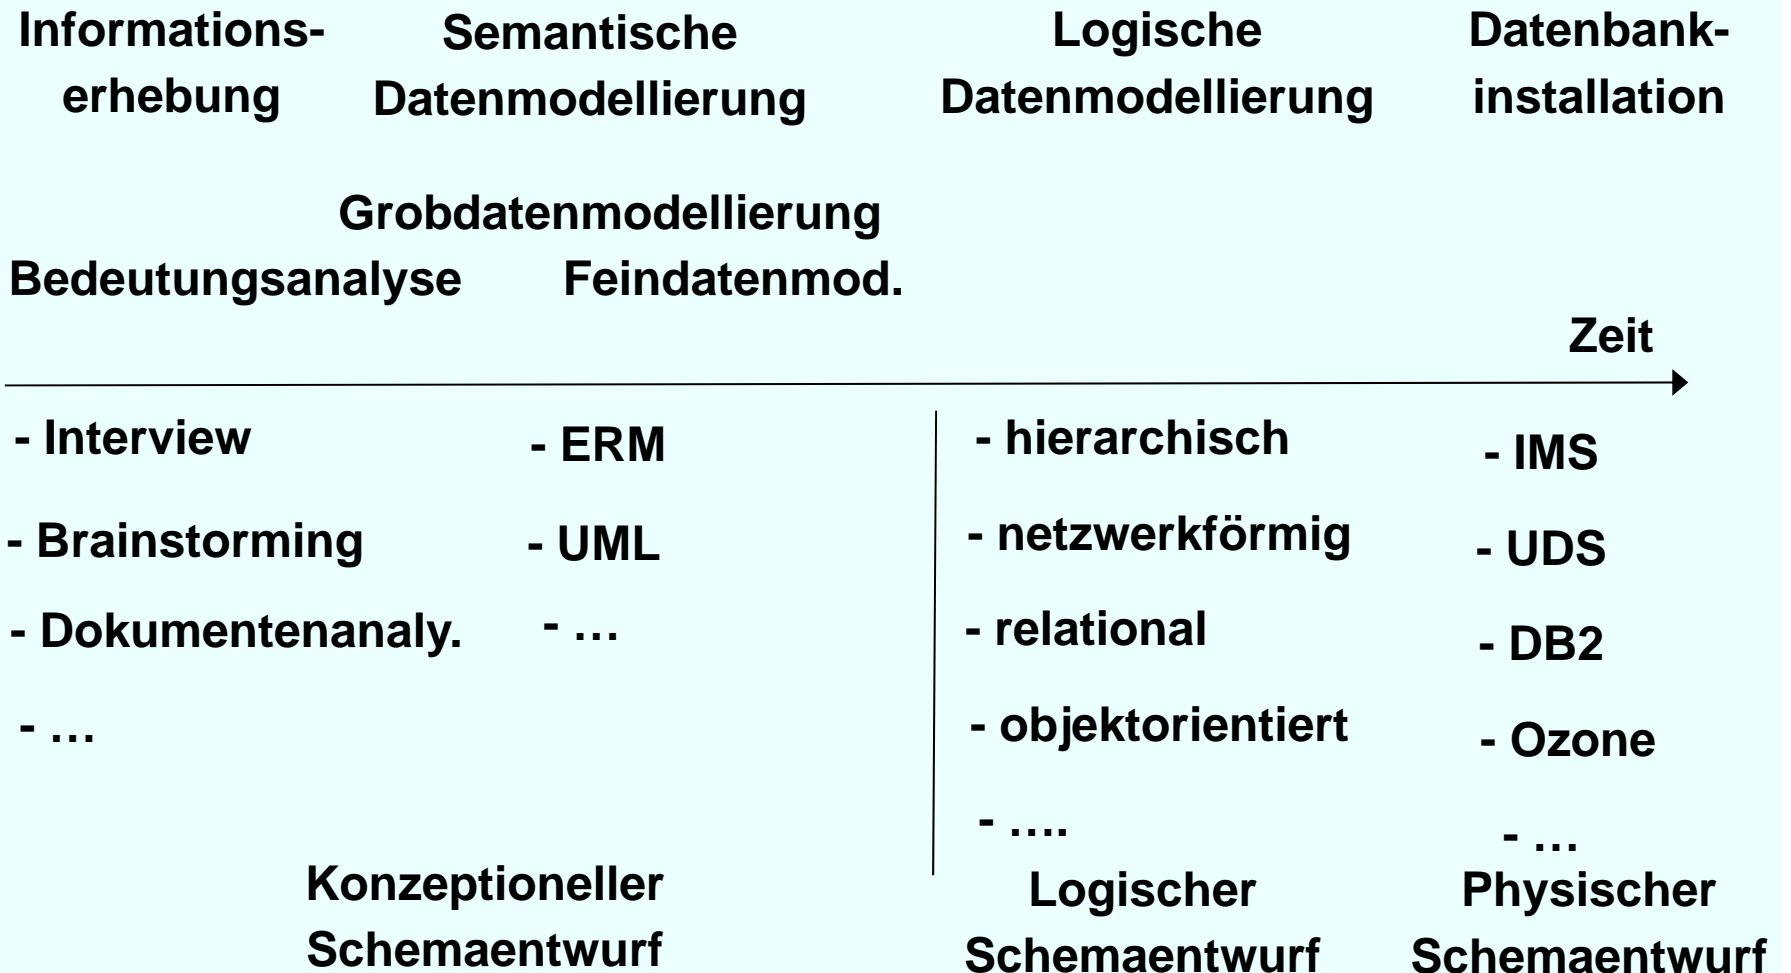 Informations-
erhebung
Semantische
Datenmodellierung
Logische
Datenmodellierung
Datenbank-
installation
Grobdatenmodellierung
Bedeutungsanalyse
Feindatenmod.
Zeit
- Interview
- Brainstorming
- Dokumentenanaly.
- …
- ERM
- UML
- …
- hierarchisch
- netzwerkförmig
- relational
- objektorientiert
- ….
- IMS
- UDS
- DB2
- Ozone
- …
Konzeptioneller
Schemaentwurf
Logischer
Schemaentwurf
Physischer
Schemaentwurf